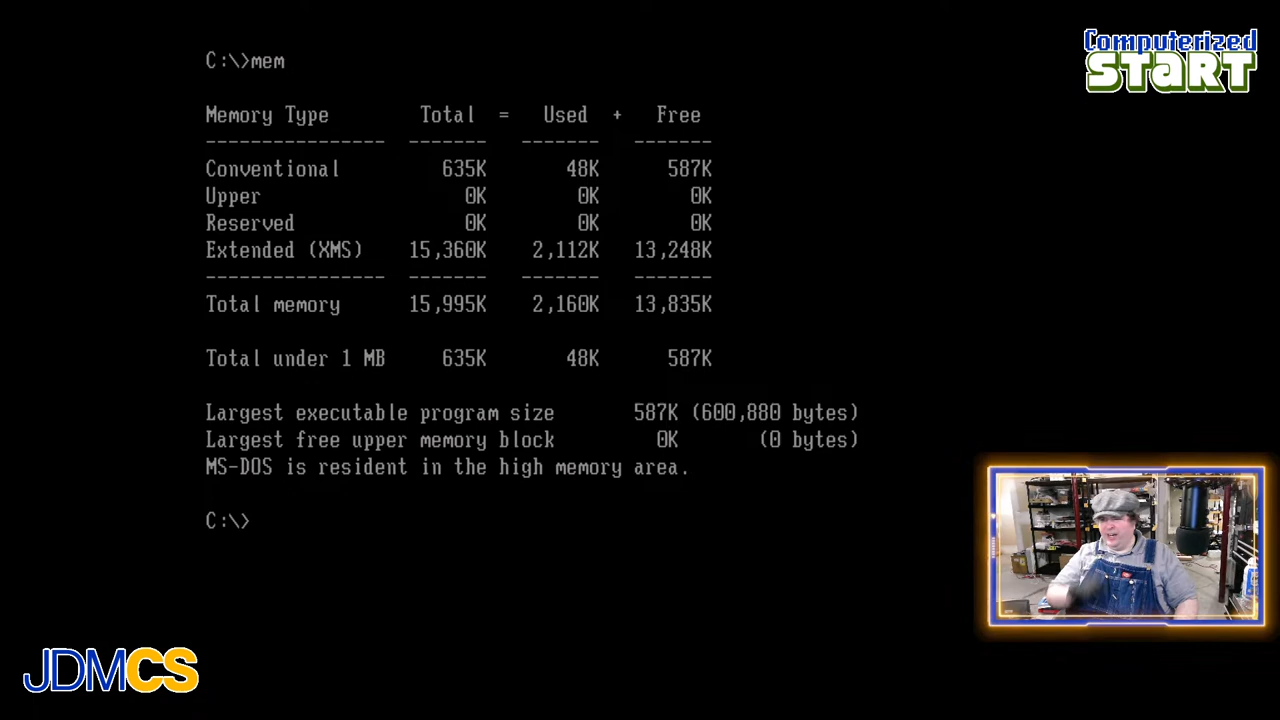 Computerized
START
C:\>mem
Memory Type Total = Used + Free
---------------- ------- ------- -------
Conventional 635K 48K 587K
Upper 0K 0K 0K
Reserved 0K 0K 0K
Extended (XMS) 15,360K 2,112K 13,248K
---------------- ------- ------- -------
Total memory 15,995K 2,160K 13,835K
Total under 1 MB 635K 48K 587K
Largest executable program size 587K (600,880 bytes)
Largest free upper memory block 0K (0 bytes)
MS-DOS is resident in the high memory area.
C:\>
JDMCS